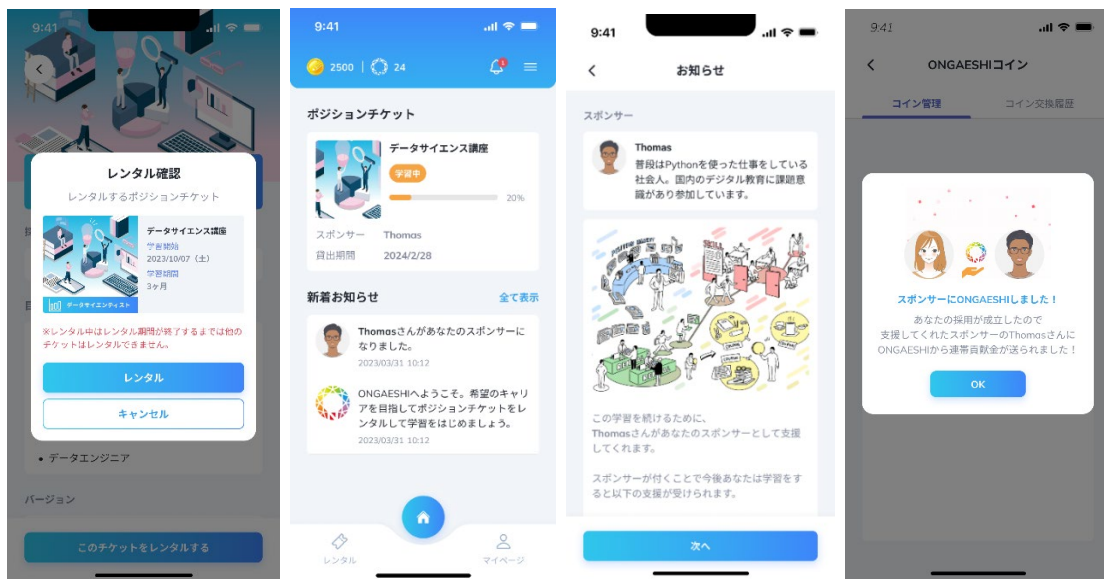 9:41
レンタル確認
レンタルするポジションチケット
データサイエンス講座
学習開始
2023/10/07（土）
学習期間
3ヶ月
データサイエンティスト
※レンタル中はレンタル期間が終了するまでは他の
チケットはレンタルできません。
レンタル
キャンセル
• データエンジニア
バージョン
このチケットをレンタルする
9:41
2500 | 24
1
ポジションチケット
データサイエンス講座
学習中
20%
スポンサー Thomas
貸出期間 2024/2/28
新着お知らせ 全て表示
Thomasさんがあなたのスポンサーに
なりました。
2023/03/31 10:12
ONGAESHIへようこそ。希望のキャリ
アを目指してポジションチケットをレ
ンタルして学習をはじめましょう。
2023/03/31 10:12
レンタル
マイページ
9:41
お知らせ
スポンサー
Thomas
普段はPythonを使った仕事をしている
社会人。国内のデジタル教育に課題意
識があり参加しています。
この学習を続けるために、
Thomasさんがあなたのスポンサーとして支援
してくれます。
スポンサーが付くことで今後あなたは学習をす
ると以下の支援が受けられます。
次へ
9:41
ONGAESHIコイン
コイン管理 コイン交換履歴
スポンサーにONGAESHIしました！
あなたの採用が成立したので
支援してくれたスポンサーのThomasさんに
ONGAESHIから連帯貢献金が送られました！
OK